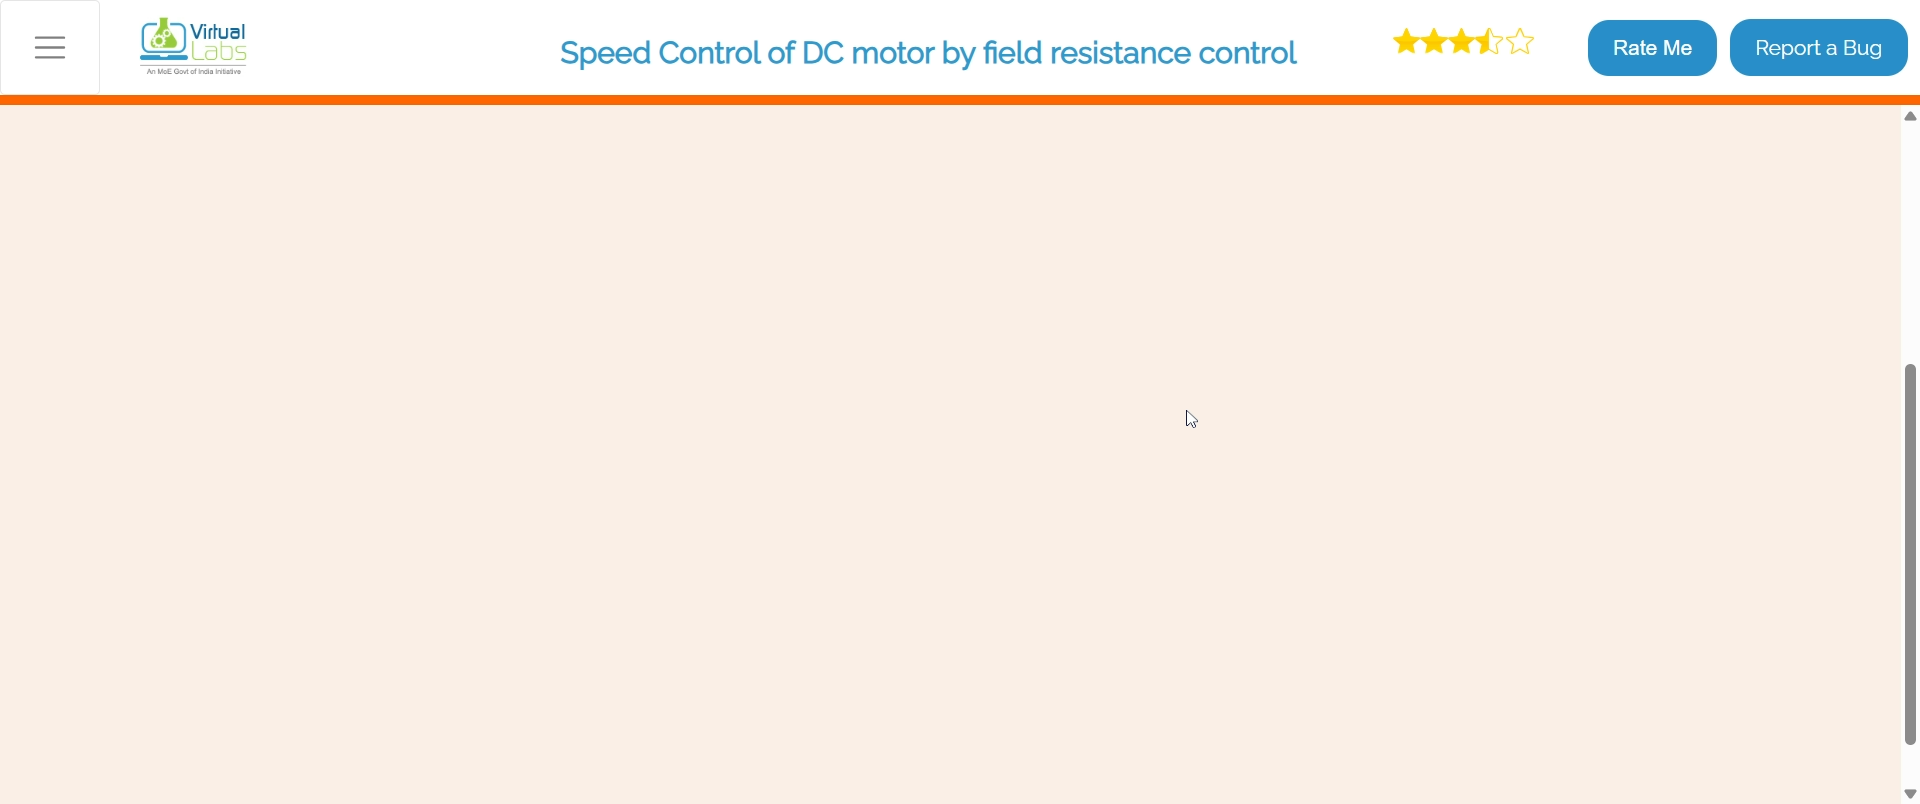 Virtual
Labs
An MoE Govt of India Initiative
Speed Control of DC motor by field resistance control
Rate Me
Report a Bug